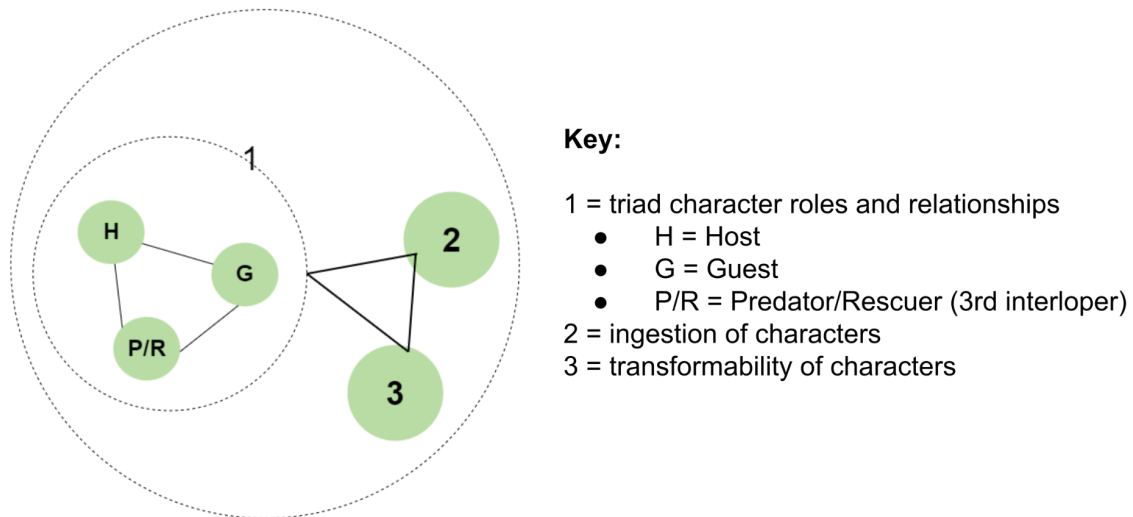 1
H
G
P/R
2
3
Key:
1 = triad character roles and relationships
● H = Host
● G = Guest
● P/R = Predator/Rescuer (3rd interloper)
2 = ingestion of characters
3 = transformability of characters